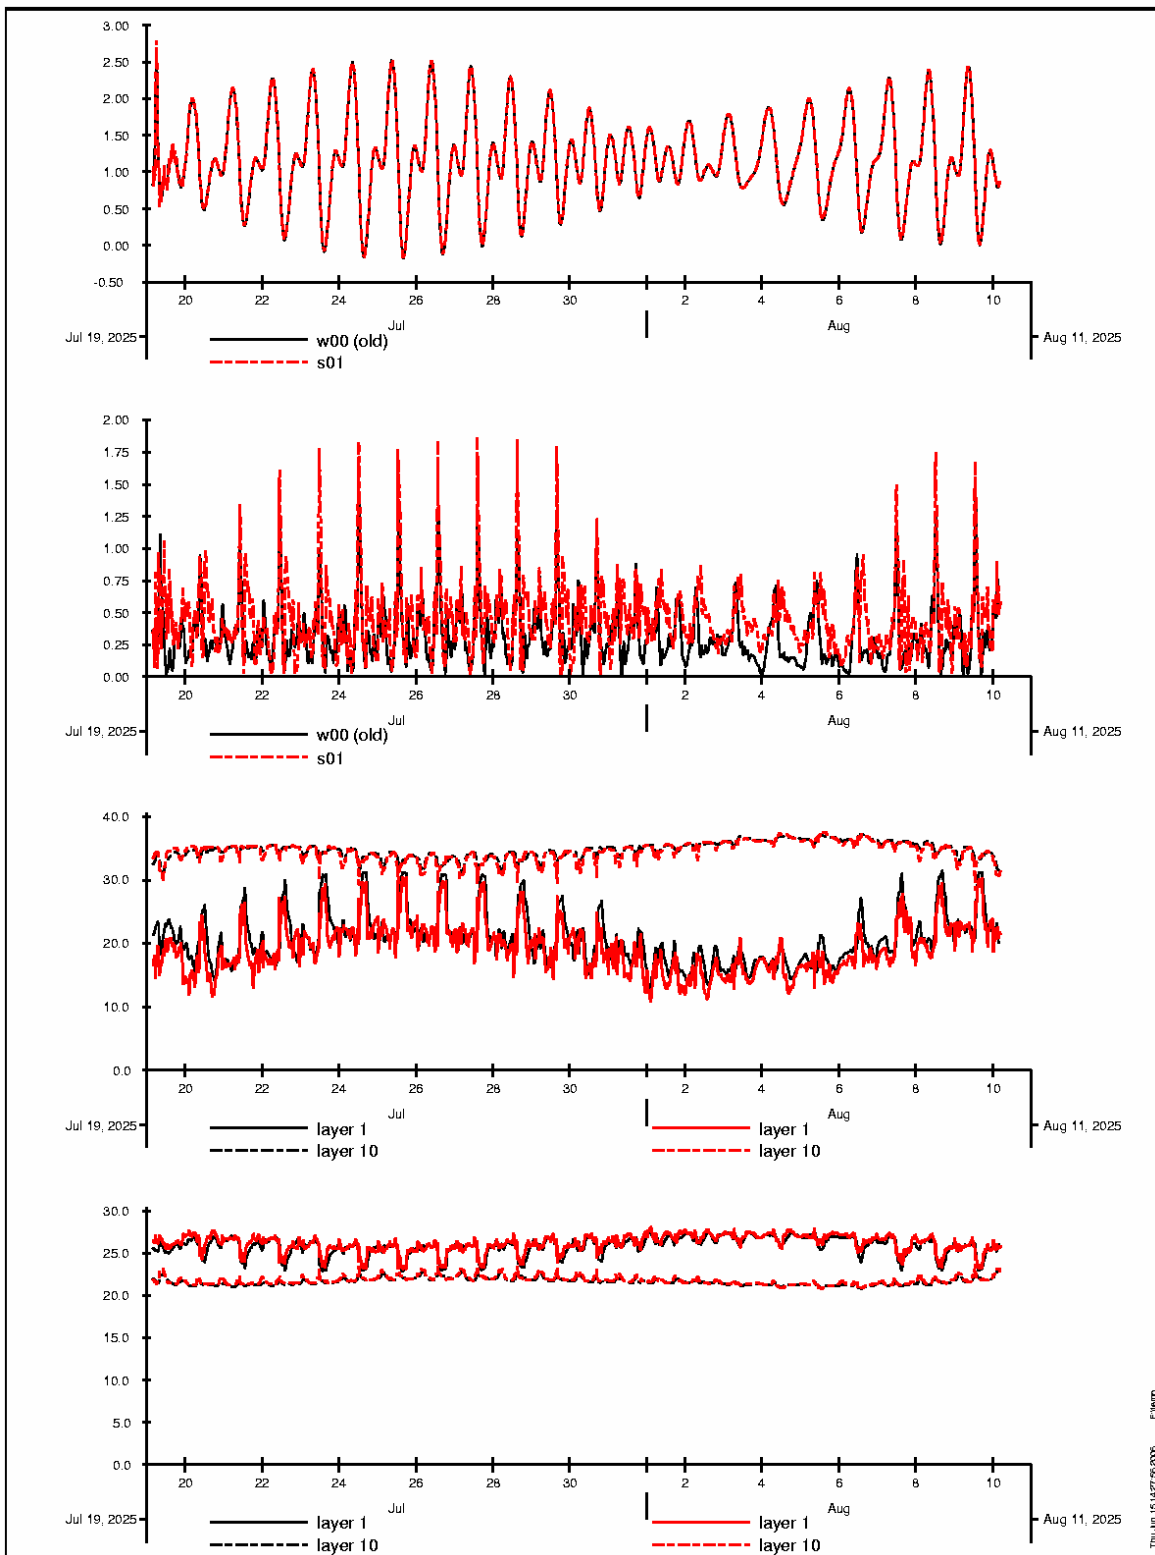 3.00
2.50
2.00
1.50
1.00
0.50
0.00
-0.50
20 22 24 26 28 30 2 4 6 8 10
Jul Aug
Jul 19, 2025 Aug 11, 2025
w00 (old)
s01
2.00
1.75
1.50
1.25
1.00
0.75
0.50
0.25
0.00
20 22 24 26 28 30 2 4 6 8 10
Jul Aug
Jul 19, 2025 Aug 11, 2025
w00 (old)
s01
40.0
30.0
20.0
10.0
0.0
20 22 24 26 28 30 2 4 6 8 10
Jul Aug
Jul 19, 2025 Aug 11, 2025
layer 1 layer 1
layer 10 layer 10
30.0
25.0
20.0
15.0
10.0
5.0
0.0
20 22 24 26 28 30 2 4 6 8 10
Jul Aug
Jul 19, 2025 Aug 11, 2025
layer 1 layer 1
layer 10 layer 10